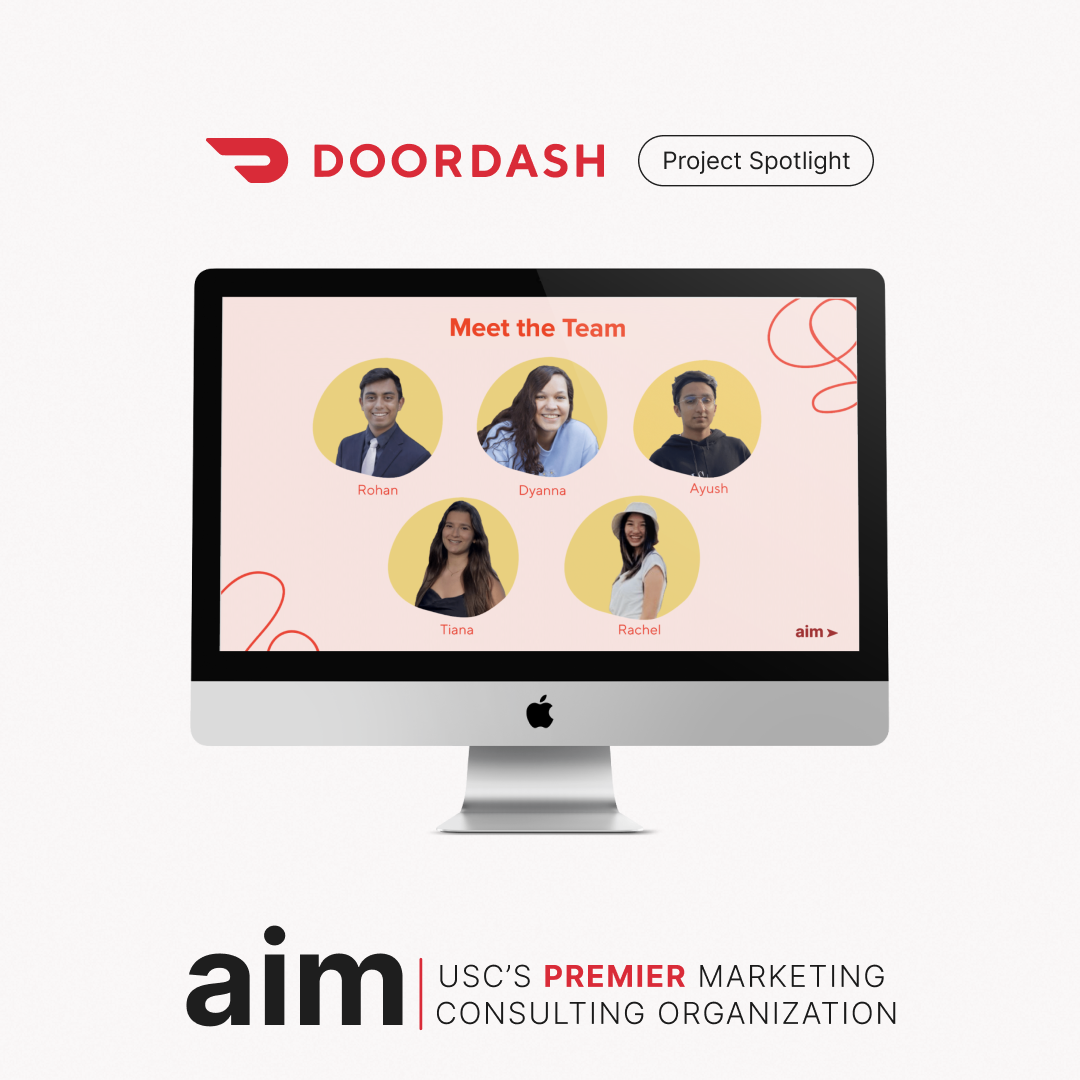 DOORDASH Project Spotlight
Meet the Team
Rohan Dyanna Ayush
Tiana Rachel
aim
aim
USC'S PREMIER MARKETING
CONSULTING ORGANIZATION